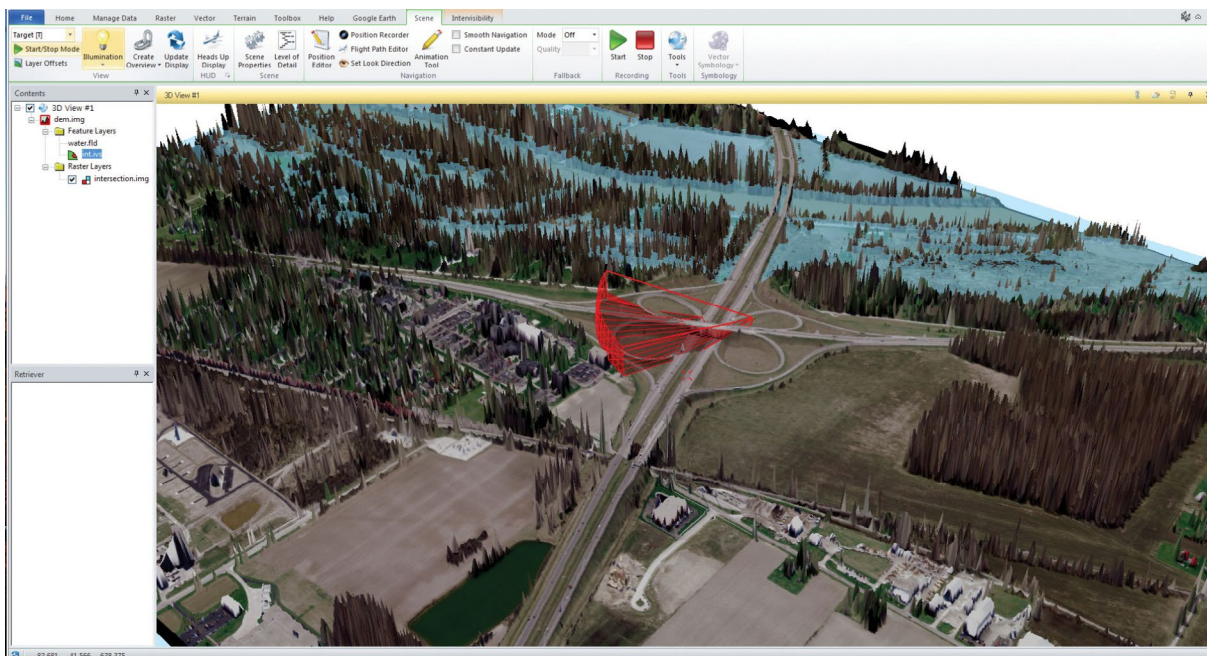 File Home Manage Data Raster Vector Terrain Toolbox Help Google Earth Scene Intervisibility
Target [T]
Start/Stop Mode
Layer Offsets
Illumination
Create Overview
Update Display
View
Heads Up Display
HUD
Scene Properties
Level of Detail
Scene
Position Editor
Position Recorder
Flight Path Editor
Set Look Direction
Animation Tool
Smooth Navigation
Constant Update
Navigation
Mode Off
Quality
Fallback
Start
Stop
Recording
Tools
Tools
Vector Symbology
Symbology
Contents
3D View #1
dem.img
Feature Layers
water.fld
int.ivs
Raster Layers
intersection.img
Retriever
3D View #1